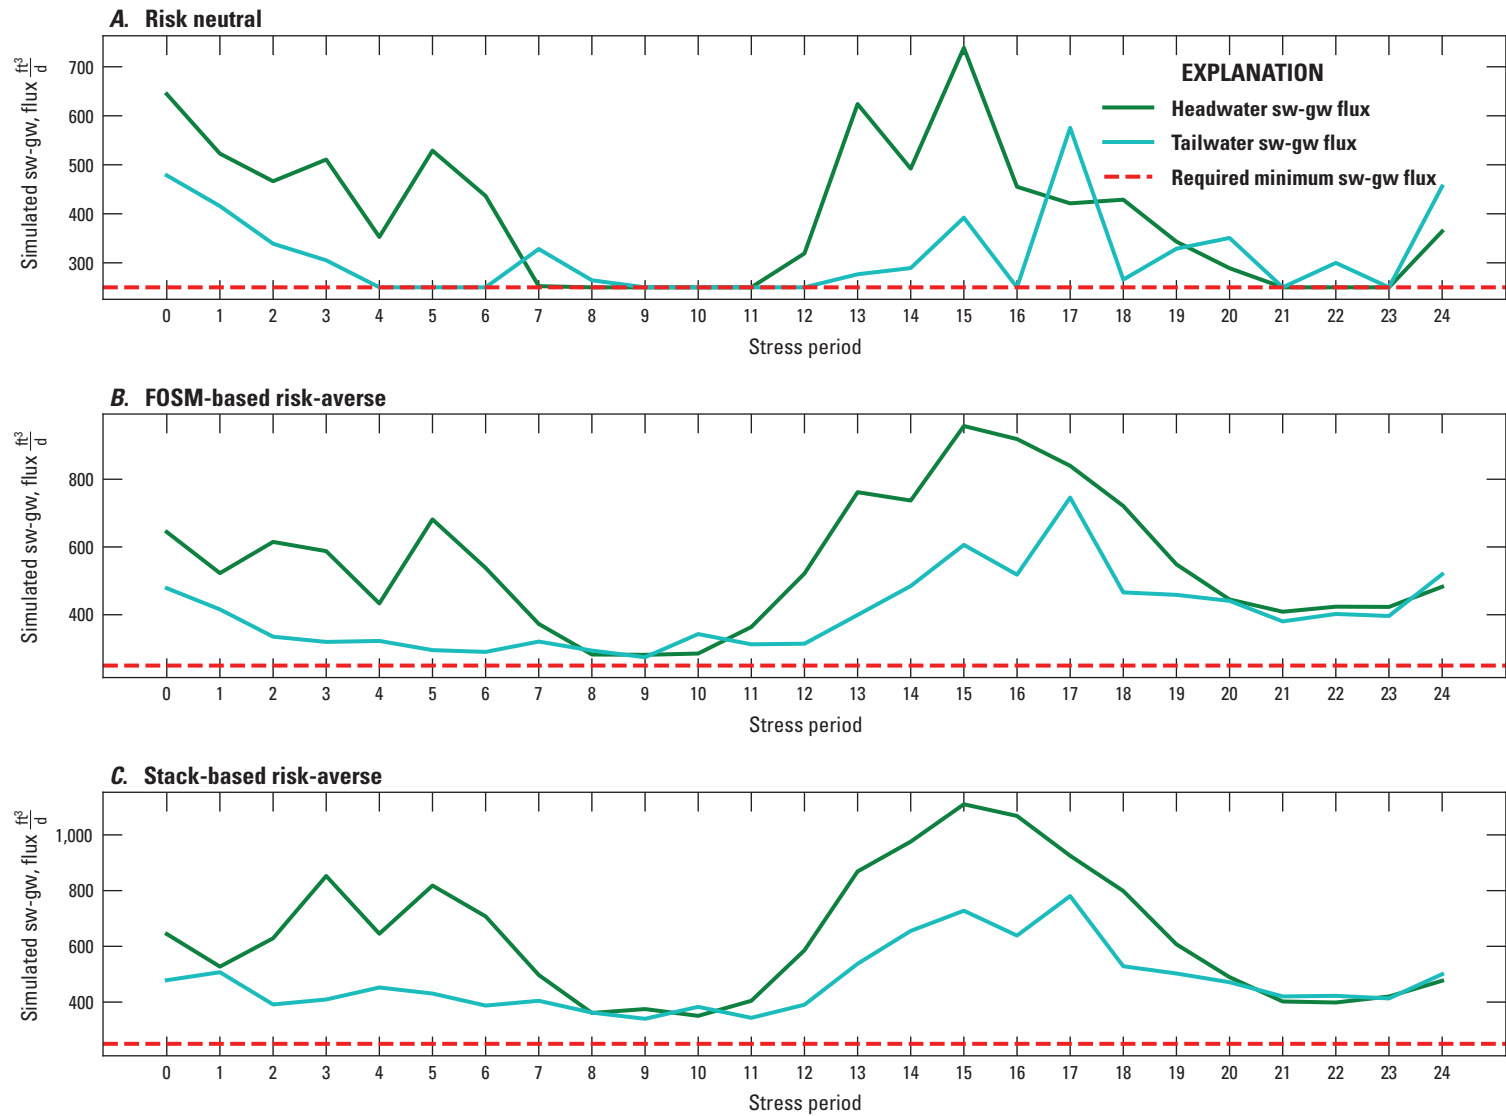 A. Risk neutral
Simulated sw-gw, flux ft³/d
700
600
500
400
300
EXPLANATION
Headwater sw-gw flux
Tailwater sw-gw flux
Required minimum sw-gw flux
0 1 2 3 4 5 6 7 8 9 10 11 12 13 14 15 16 17 18 19 20 21 22 23 24
Stress period
B. FOSM-based risk-averse
Simulated sw-gw, flux ft³/d
800
600
400
0 1 2 3 4 5 6 7 8 9 10 11 12 13 14 15 16 17 18 19 20 21 22 23 24
Stress period
C. Stack-based risk-averse
Simulated sw-gw, flux ft³/d
1,000
800
600
400
0 1 2 3 4 5 6 7 8 9 10 11 12 13 14 15 16 17 18 19 20 21 22 23 24
Stress period